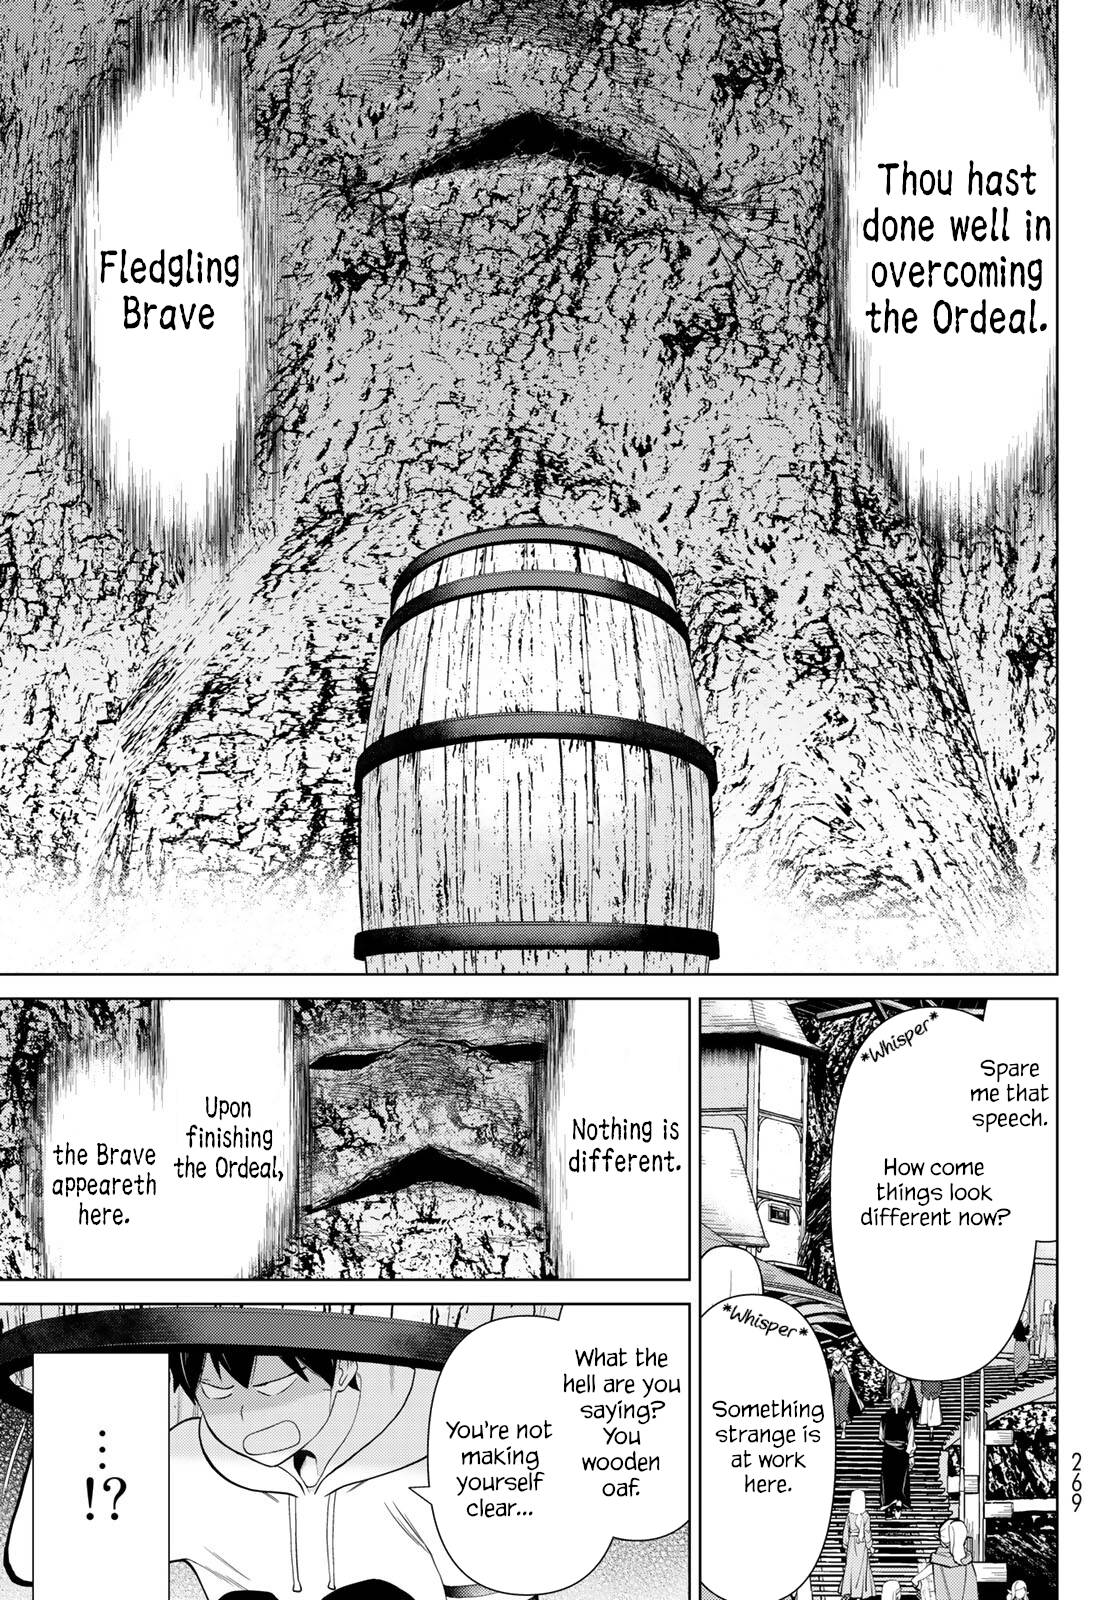 Thou hast
done well in
overcoming
the Ordeal.
Fledgling
Brave
Spare
me that
speech.
*Whisper*
How come
things look
different now?
*Whisper*
Something
strange is
at work
here.
Nothing is
different.
Upon
finishing
the Ordeal,
the Brave
appeareth
here.
What the
hell are you
saying?
You
wooden
oaf.
You're not
making
yourself
clear...
...
!?
269